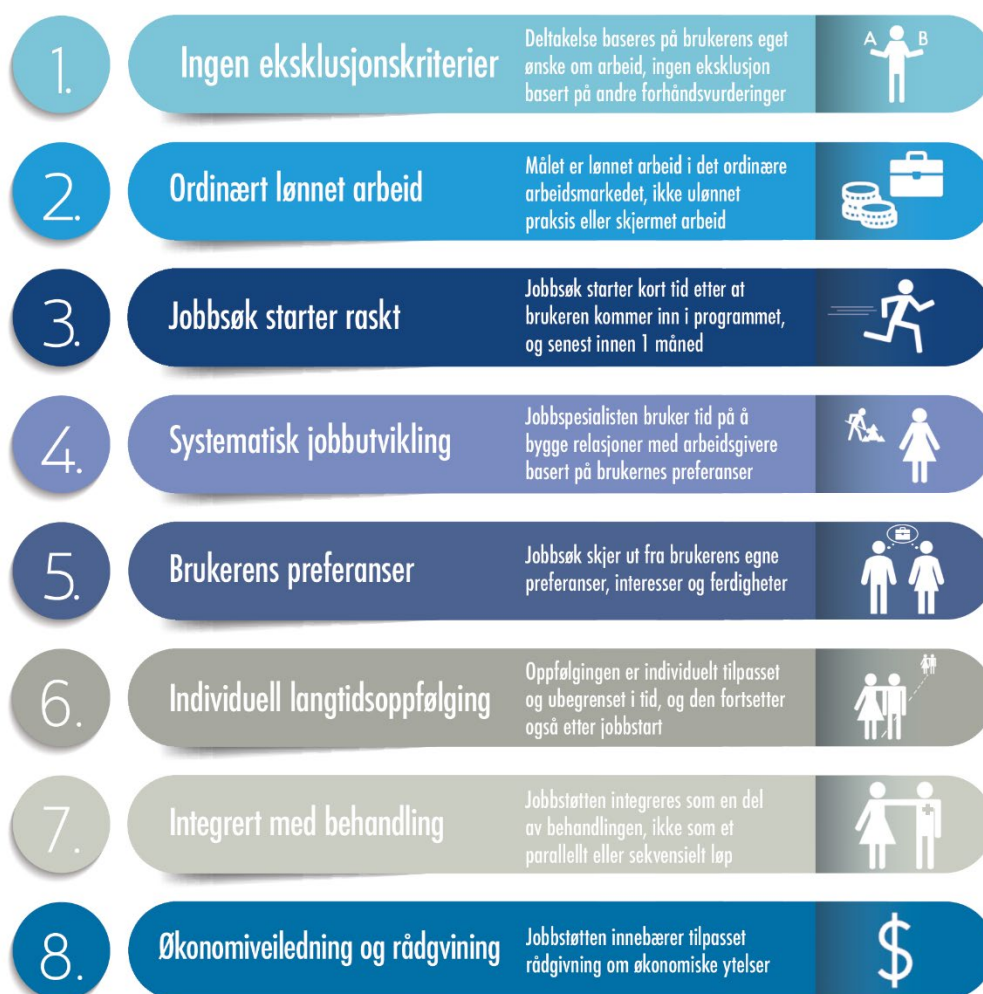 1.
Ingen eksklusjonskriterier
Deltakelse baseres på brukerens eget
ønske om arbeid, ingen eksklusjon
basert på andre forhåndsvurderinger
A B
2.
Ordinært lønnet arbeid
Målet er lønnet arbeid i det ordinære
arbeidsmarkedet, ikke ulønnet
praksis eller skjermet arbeid
3.
Jobbsøk starter raskt
Jobbsøk starter kort tid etter at
brukeren kommer inn i programmet,
og senest innen 1 måned
4.
Systematisk jobbutvikling
Jobbspesialisten bruker tid på å
bygge relasjoner med arbeidsgivere
basert på brukernes preferanser
5.
Brukerens preferanser
Jobbsøk skjer ut fra brukerens egne
preferanser, interesser og ferdigheter
6.
Individuell langtidsoppfølging
Oppfølgingen er individuelt tilpasset
og ubegrenset i tid, og den fortsetter
også etter jobbstart
7.
Integrert med behandling
Jobbstøtten integreres som en del
av behandlingen, ikke som et
parallellt eller sekvensielt løp
8.
Økonomiveiledning og rådgvining
Jobbstøtten innebærer tilpasset
rådgivning om økonomiske ytelser
$